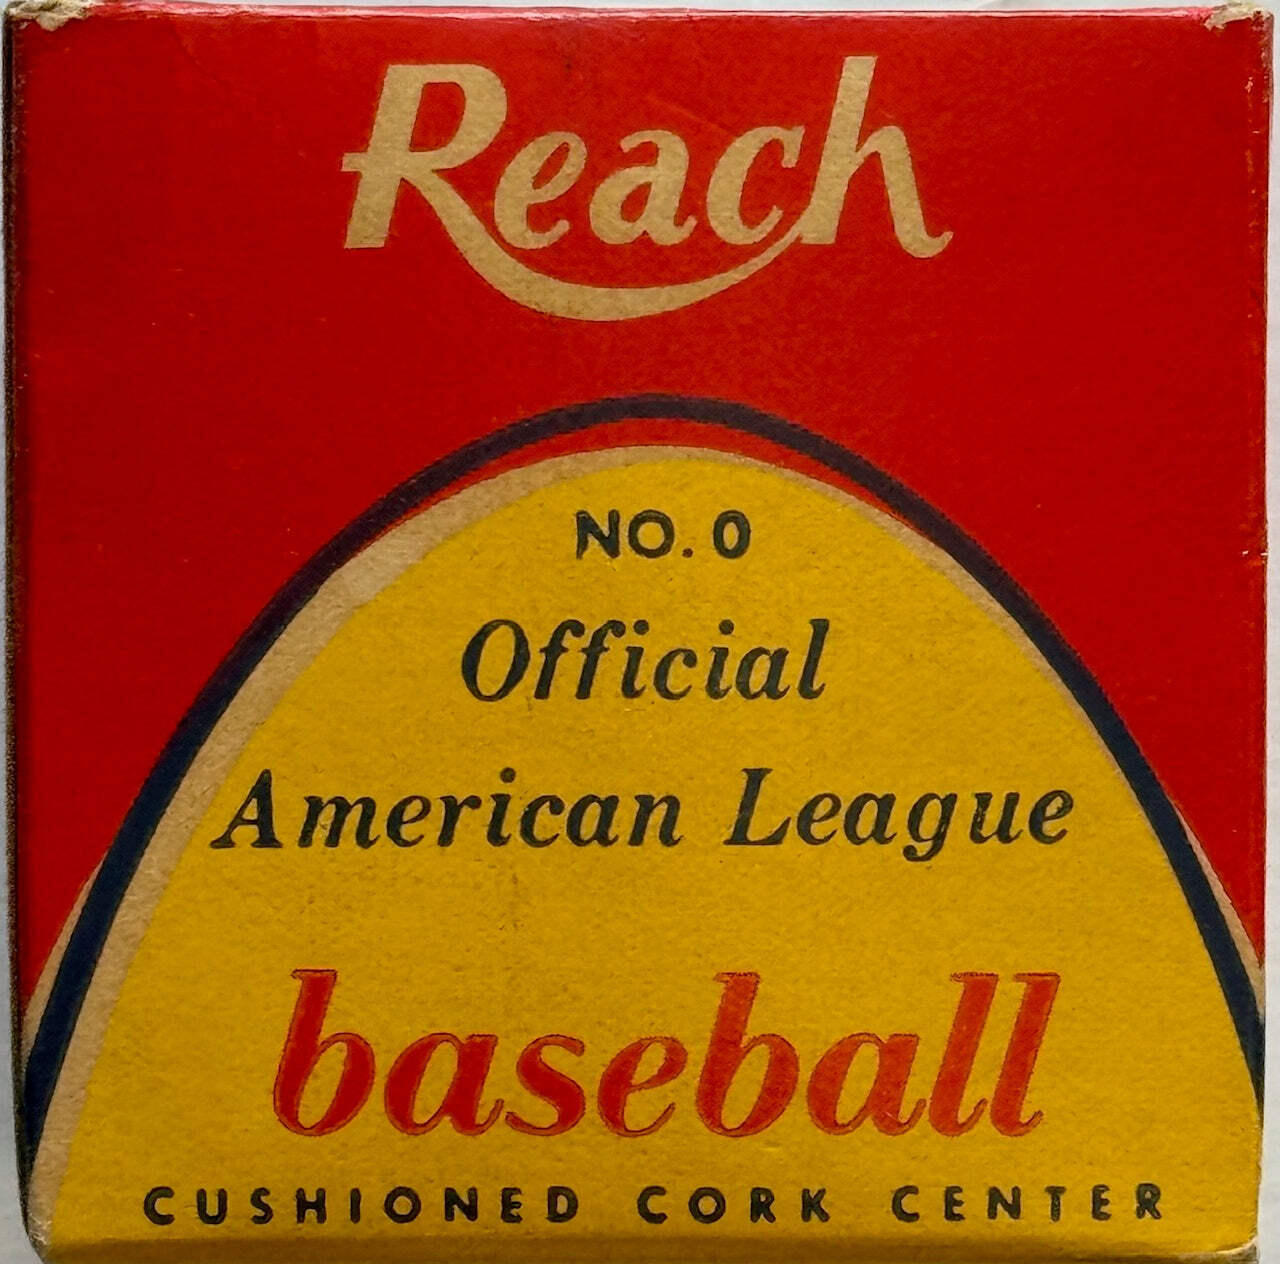 Reach
NO. 0
Official
American League
baseball
CUSHIONED CORK CENTER